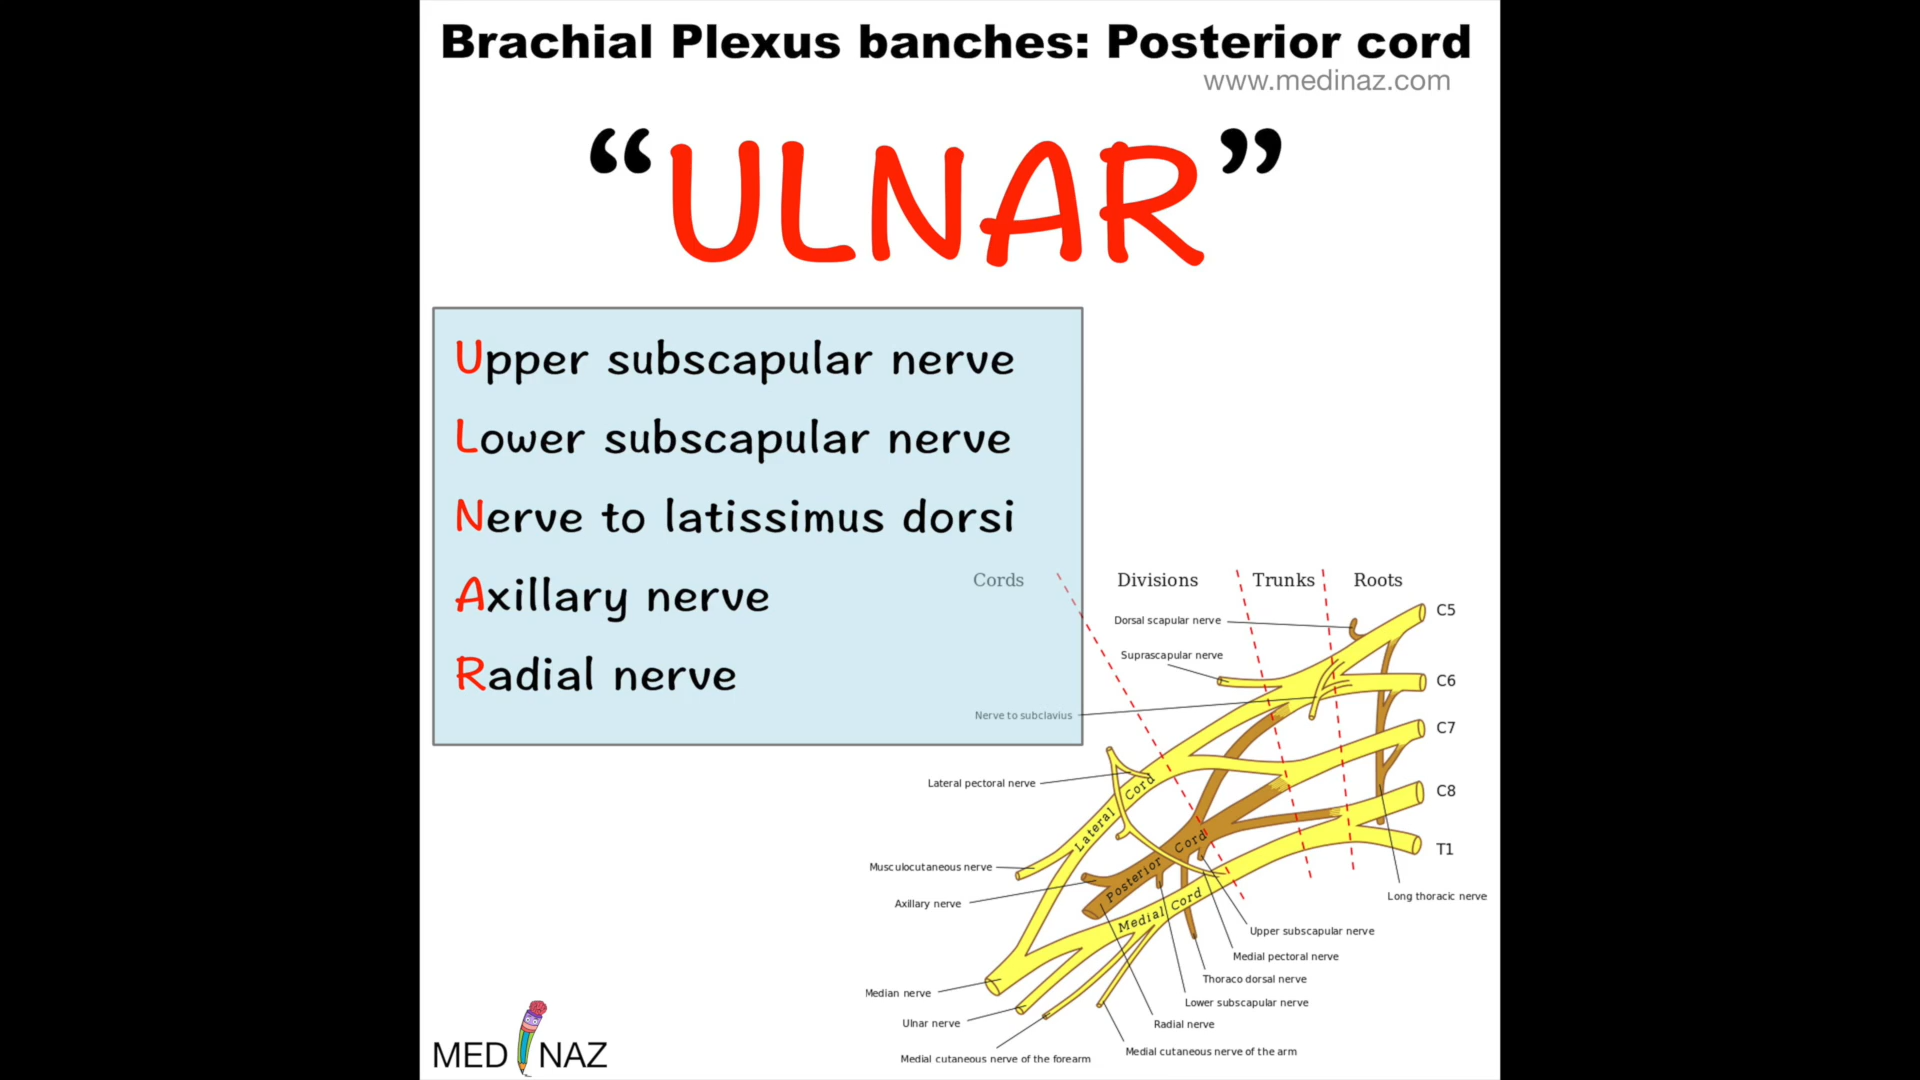 Brachial Plexus banches: Posterior cord
www.medinaz.com
“ULNAR”
Upper subscapular nerve
Lower subscapular nerve
Nerve to latissimus dorsi
Axillary nerve
Radial nerve
Cords Divisions Trunks Roots
C5
Dorsal scapular nerve
Suprascapular nerve
C6
Nerve to subclavius
C7
Lateral pectoral nerve
C8
Lateral Cord
Posterior Cord
Medial Cord
T1
Musculocutaneous nerve
Axillary nerve
Long thoracic nerve
Upper subscapular nerve
Medial pectoral nerve
Thoraco dorsal nerve
Median nerve
Lower subscapular nerve
Ulnar nerve
Radial nerve
Medial cutaneous nerve of the forearm
Medial cutaneous nerve of the arm
MED NAZ